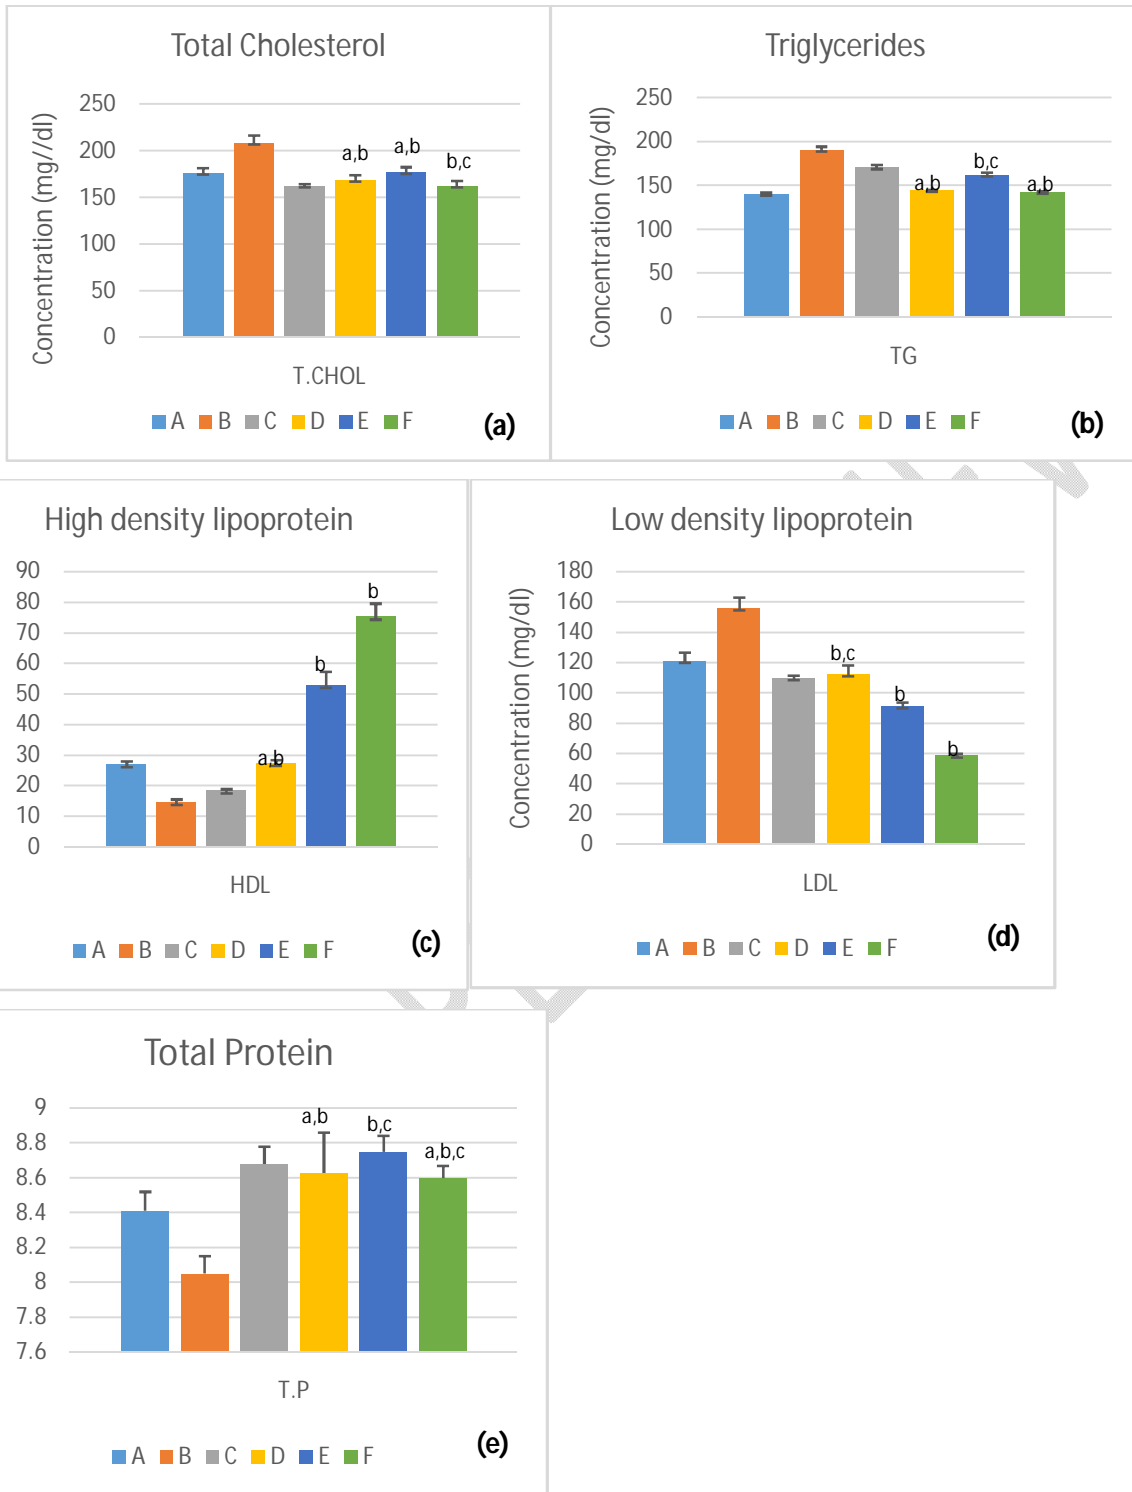 Total Cholesterol
Concentration (mg//dl)
250
200
150
100
50
0
a,b
a,b
b,c
T.CHOL
A B C D E F
(a)
Triglycerides
Concentration (mg/dl)
250
200
150
100
50
0
a,b
b,c
a,b
TG
A B C D E F
(b)
High density lipoprotein
90
80
70
60
50
40
30
20
10
0
a,b
b
b
HDL
A B C D E F
(c)
Low density lipoprotein
Concentration (mg/dl)
180
160
140
120
100
80
60
40
20
0
b,c
b
b
LDL
A B C D E F
(d)
Total Protein
9
8.8
8.6
8.4
8.2
8
7.8
7.6
a,b
b,c
a,b,c
T.P
A B C D E F
(e)